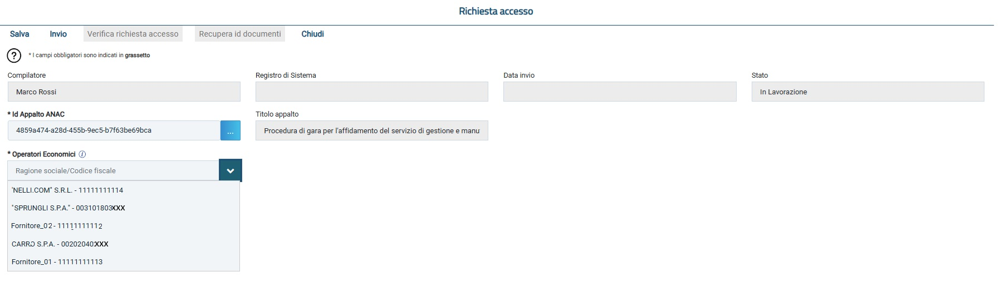 Richiesta accesso
Salva Invio Verifica richiesta accesso Recupera id documenti Chiudi
? * I campi obbligatori sono indicati in grassetto
Compilatore Registro di Sistema Data invio Stato
Marco Rossi In Lavorazione
* Id Appalto ANAC Titolo appalto
4859a474-a28d-455b-9ec5-b7f63be69bca ... Procedura di gara per l'affidamento del servizio di gestione e manu
* Operatori Economici i
Ragione sociale/Codice fiscale
'NELLI.COM" S.R.L. - 11111111114
"SPRUNGLI S.P.A." - 003101803XXX
Fornitore_02 - 11111111112
CARRO S.P.A. - 00202040XXX
Fornitore_01 - 11111111113